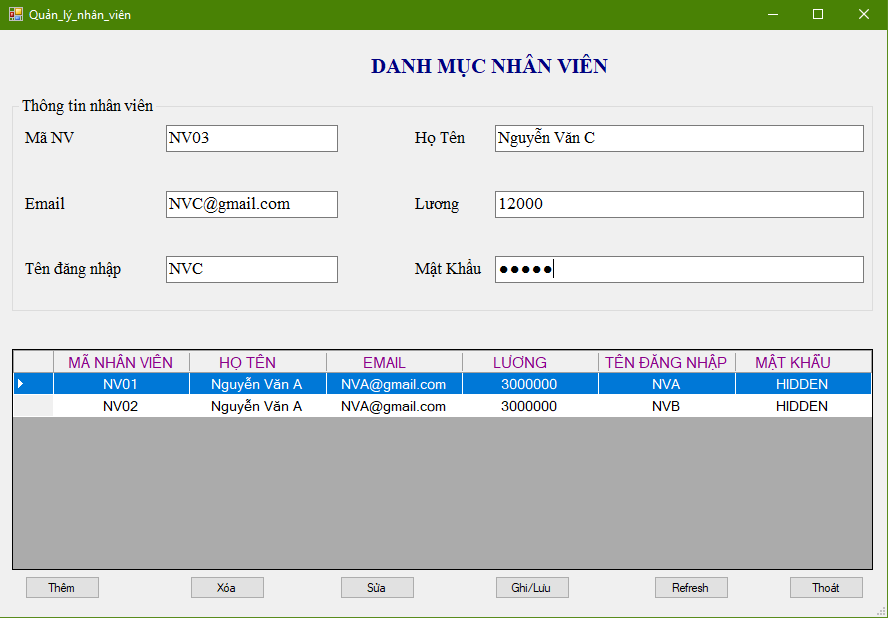 Quản_lý_nhân_viên
DANH MỤC NHÂN VIÊN
Thông tin nhân viên
Mã NV NV03 Họ Tên Nguyễn Văn C
Email NVC@gmail.com Lương 12000
Tên đăng nhập NVC Mật Khẩu ●●●●●
MÃ NHÂN VIÊN HỌ TÊN EMAIL LƯƠNG TÊN ĐĂNG NHẬP MẬT KHẨU
NV01 Nguyễn Văn A NVA@gmail.com 3000000 NVA HIDDEN
NV02 Nguyễn Văn A NVA@gmail.com 3000000 NVB HIDDEN
Thêm Xóa Sửa Ghi/Lưu Refresh Thoát